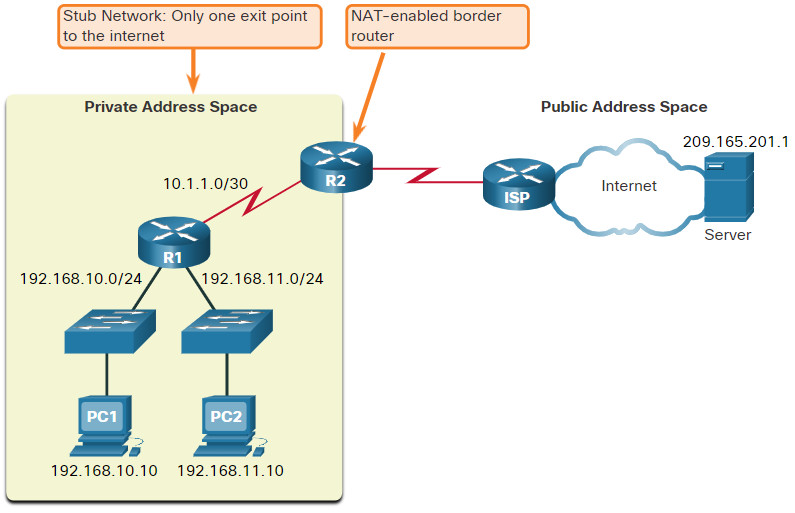 Stub Network: Only one exit point
to the internet
NAT-enabled border
router
Private Address Space
Public Address Space
209.165.201.1
R2
10.1.1.0/30
ISP
Internet
Server
R1
192.168.10.0/24
192.168.11.0/24
PC1
PC2
192.168.10.10
192.168.11.10